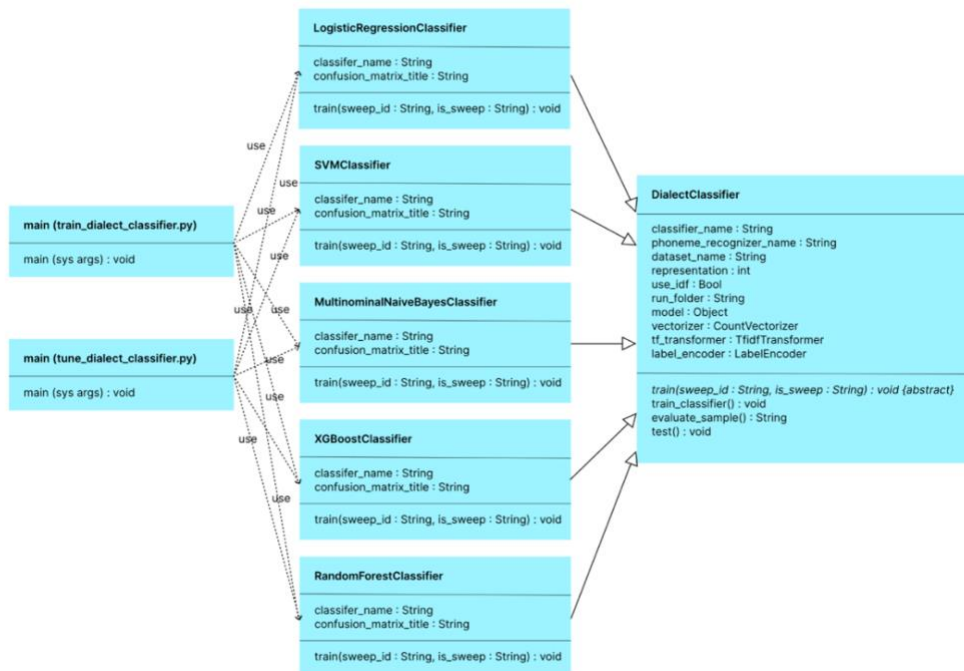 LogisticRegressionClassifier
classifer_name : String
confusion_matrix_title : String
train(sweep_id : String, is_sweep : String) : void
use
use
use
SVMClassifier
classifer_name : String
confusion_matrix_title : String
train(sweep_id : String, is_sweep : String) : void
main (train_dialect_classifier.py)
main (sys args) : void
use
use
use
MultinominalNaiveBayesClassifier
classifer_name : String
confusion_matrix_title : String
train(sweep_id : String, is_sweep : String) : void
main (tune_dialect_classifier.py)
main (sys args) : void
use
use
use
use
XGBoostClassifier
classifer_name : String
confusion_matrix_title : String
train(sweep_id : String, is_sweep : String) : void
RandomForestClassifier
classifer_name : String
confusion_matrix_title : String
train(sweep_id : String, is_sweep : String) : void
DialectClassifier
classifier_name : String
phoneme_recognizer_name : String
dataset_name : String
representation : int
use_idf : Bool
run_folder : String
model : Object
vectorizer : CountVectorizer
tf_transformer : TfidfTransformer
label_encoder : LabelEncoder
train(sweep_id : String, is_sweep : String) : void {abstract}
train_classifier() : void
evaluate_sample() : String
test() : void